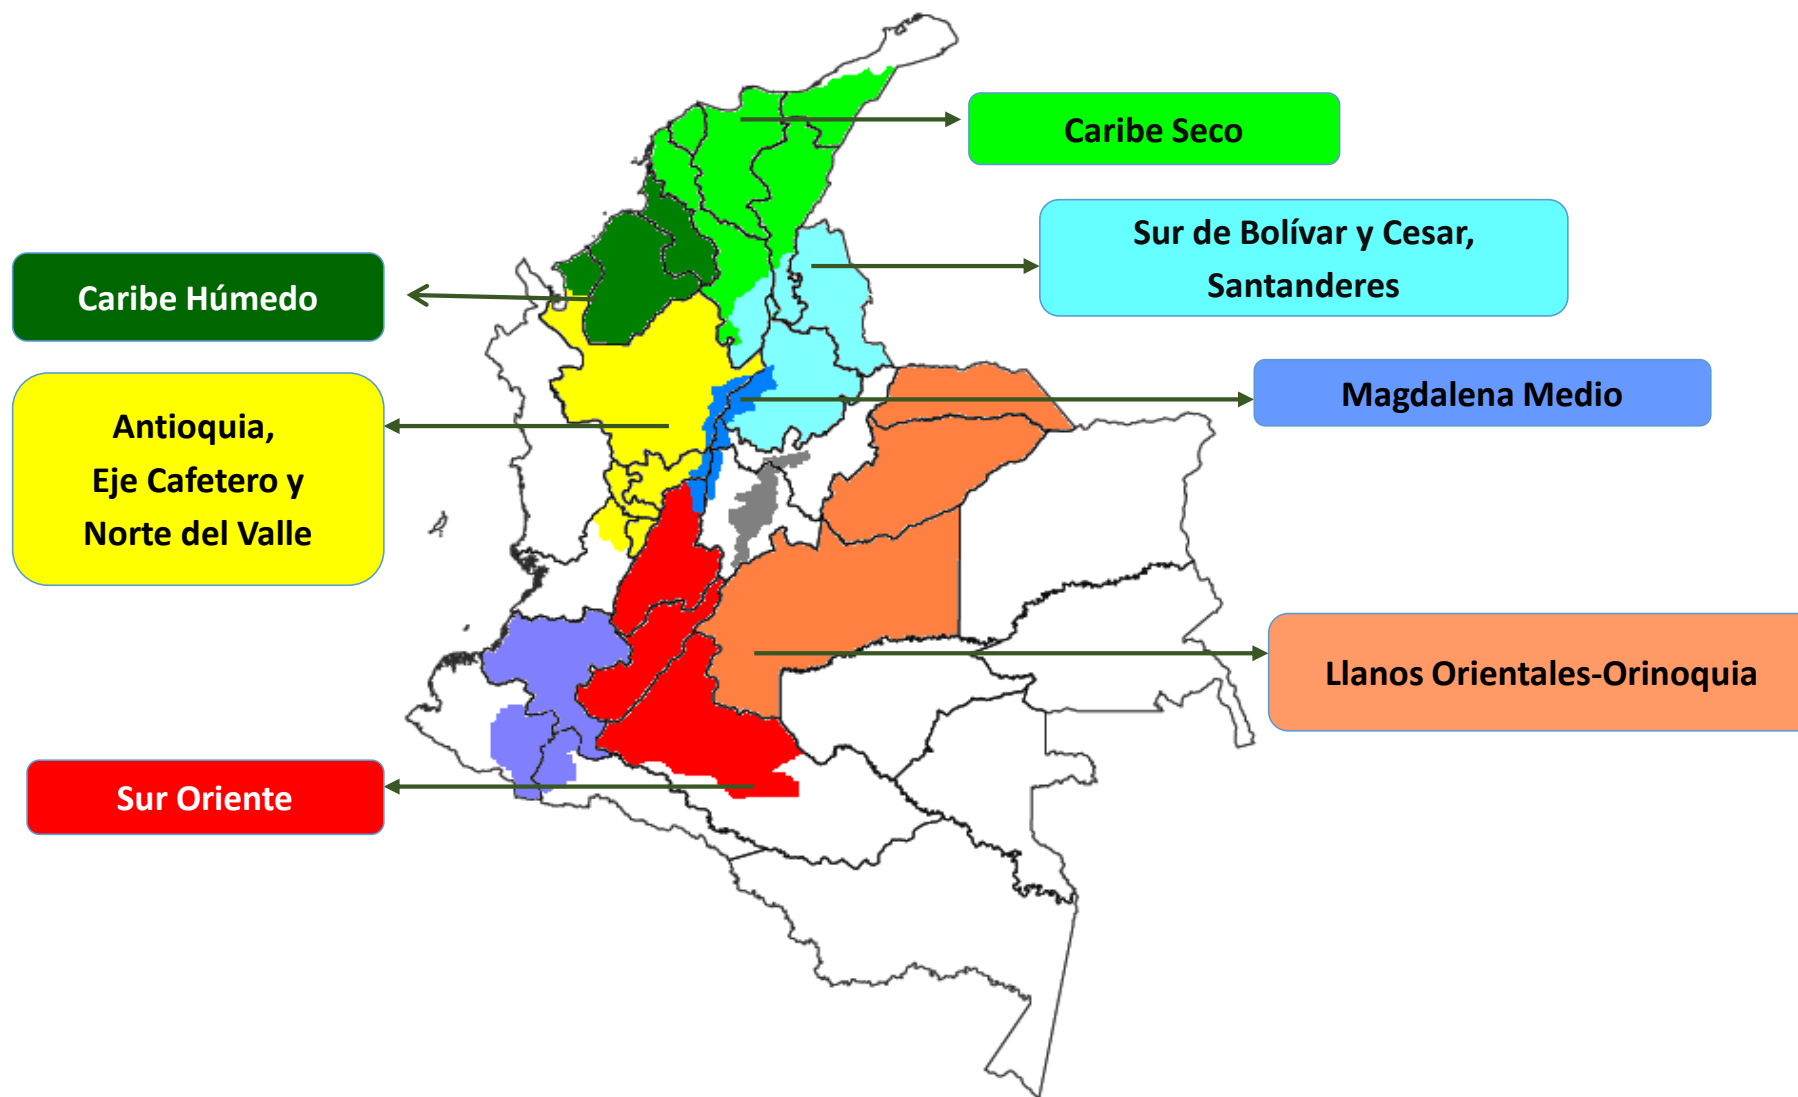 Caribe Seco
Sur de Bolívar y Cesar,
Santanderes
Caribe Húmedo
Magdalena Medio
Antioquia,
Eje Cafetero y
Norte del Valle
Llanos Orientales-Orinoquia
Sur Oriente